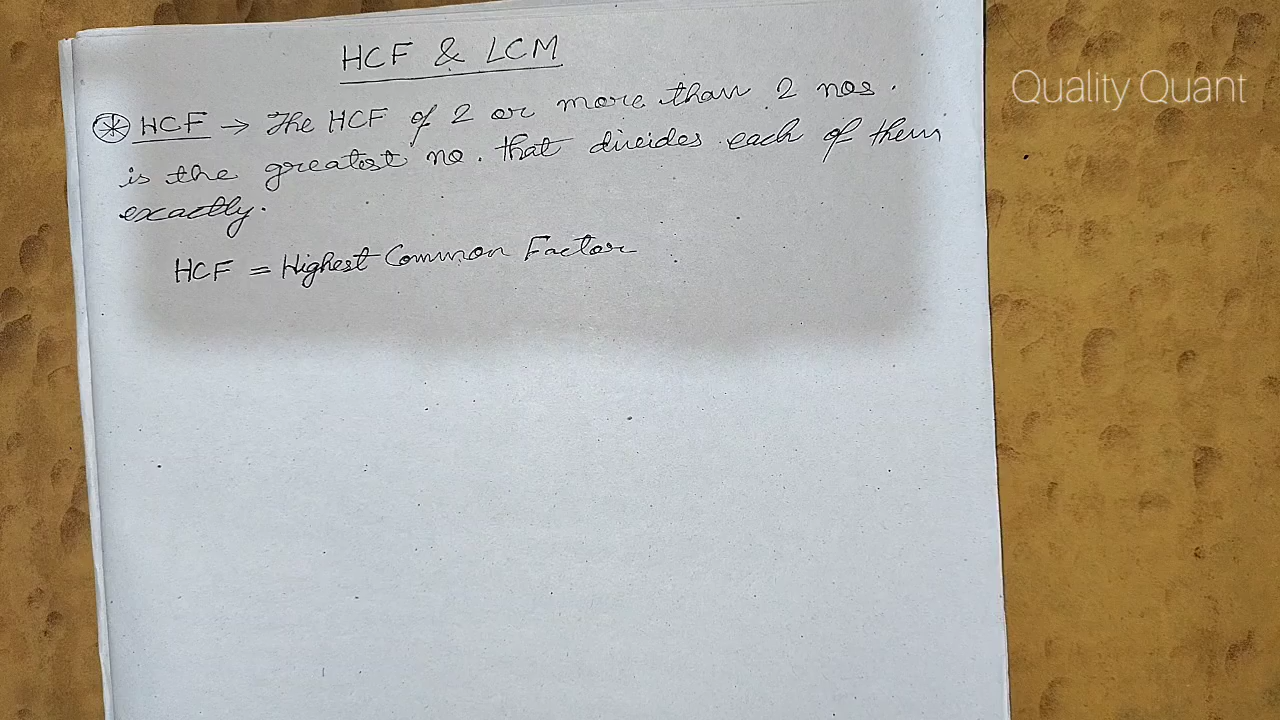 HCF & LCM
Quality Quant
⊛ HCF → The HCF of 2 or more than 2 nos.
is the greatest no. that divides each of them
exactly.
HCF = Highest Common Factor